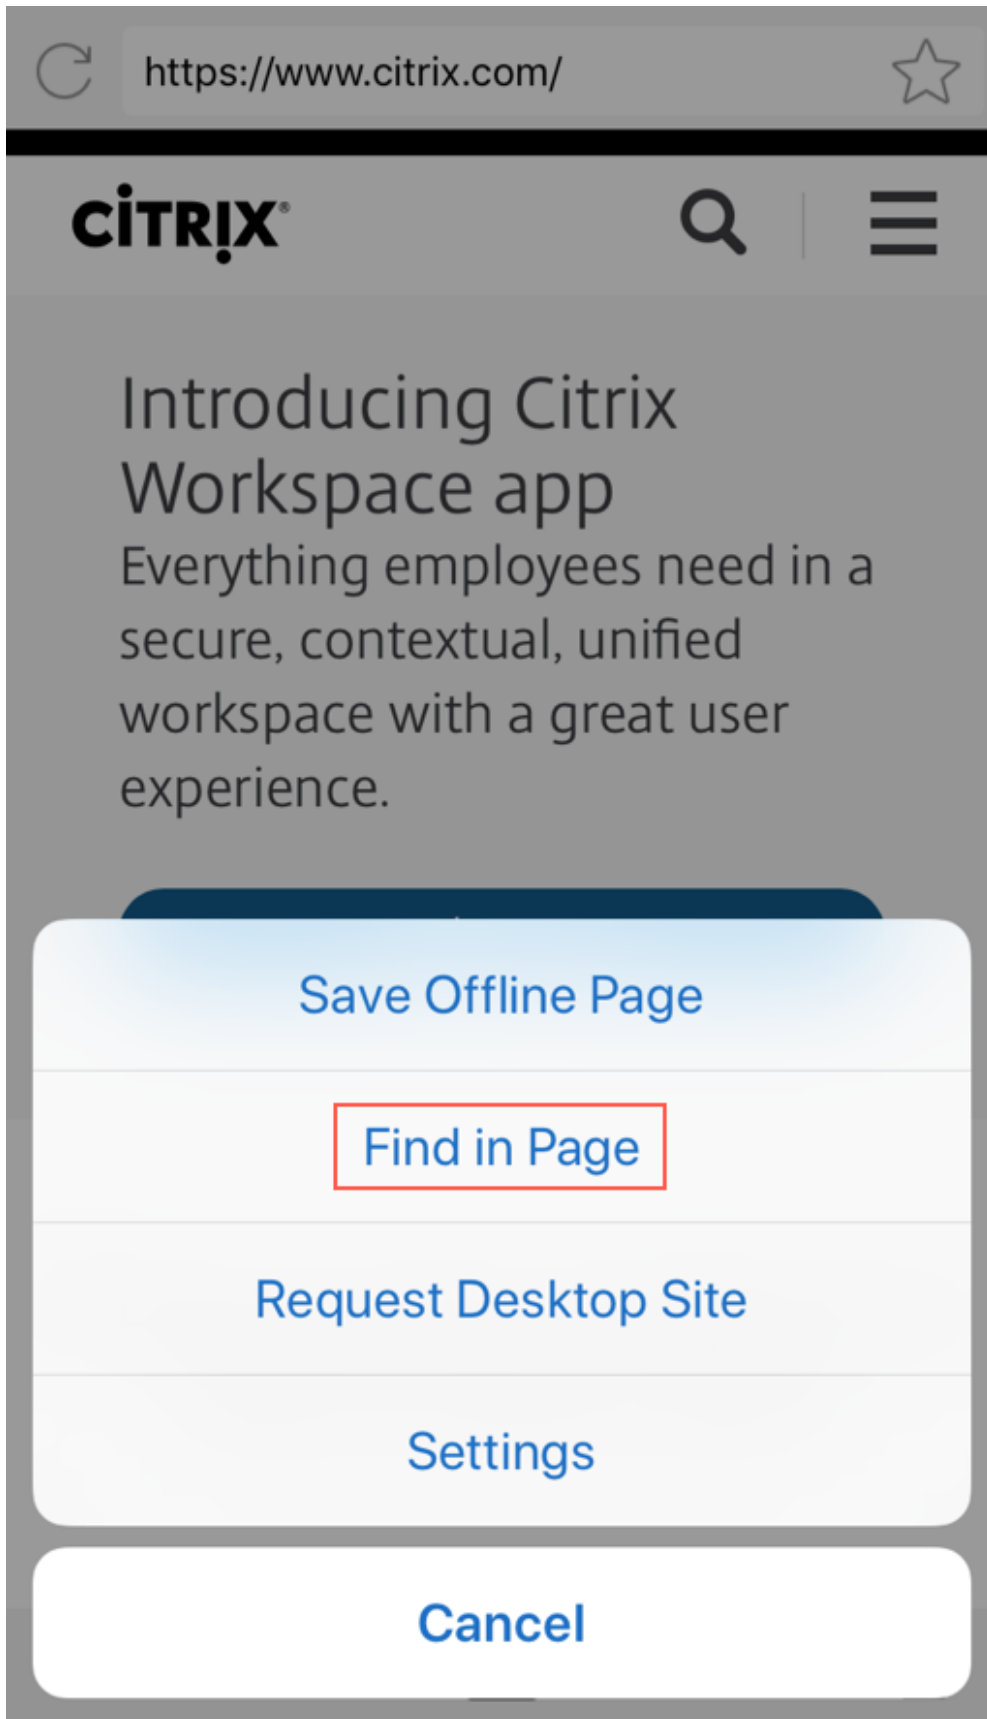 https://www.citrix.com/
CITRIX®
Introducing Citrix
Workspace app
Everything employees need in a
secure, contextual, unified
workspace with a great user
experience.
Save Offline Page
Find in Page
Request Desktop Site
Settings
Cancel